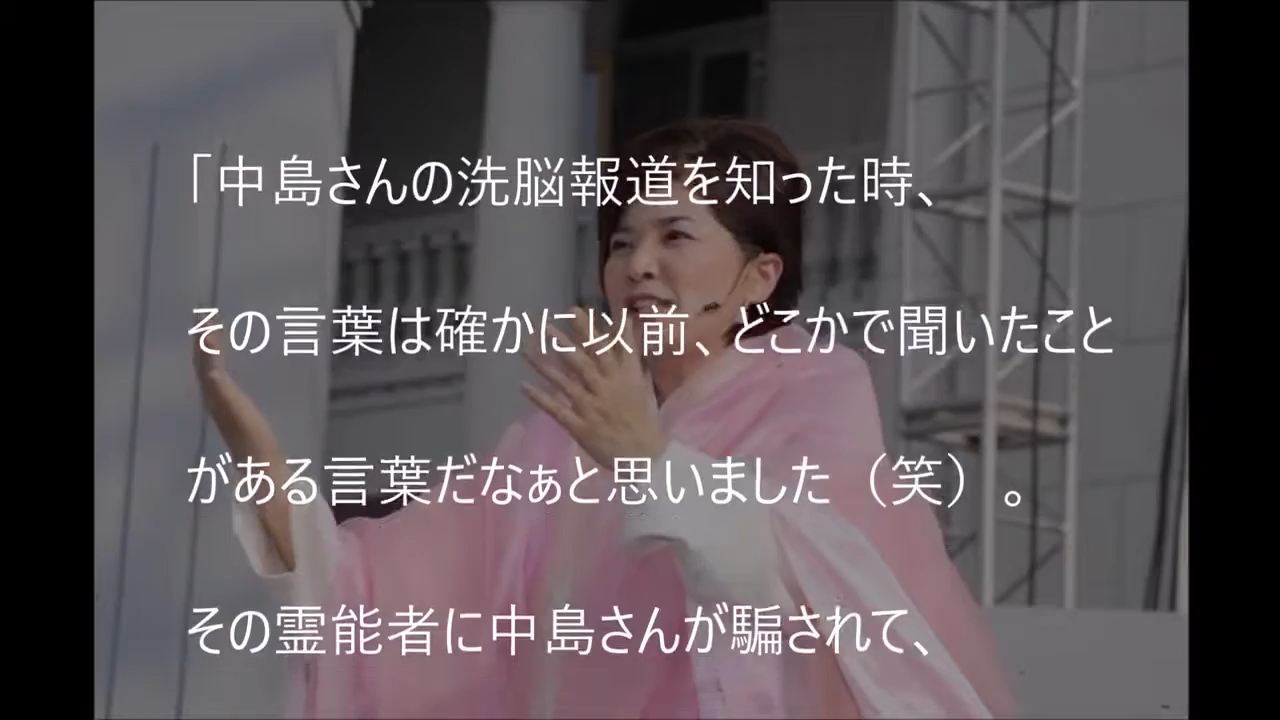 「中島さんの洗脳報道を知った時、
その言葉は確かに以前、どこかで聞いたこと
がある言葉だなぁと思いました（笑）。
その霊能者に中島さんが騙されて、